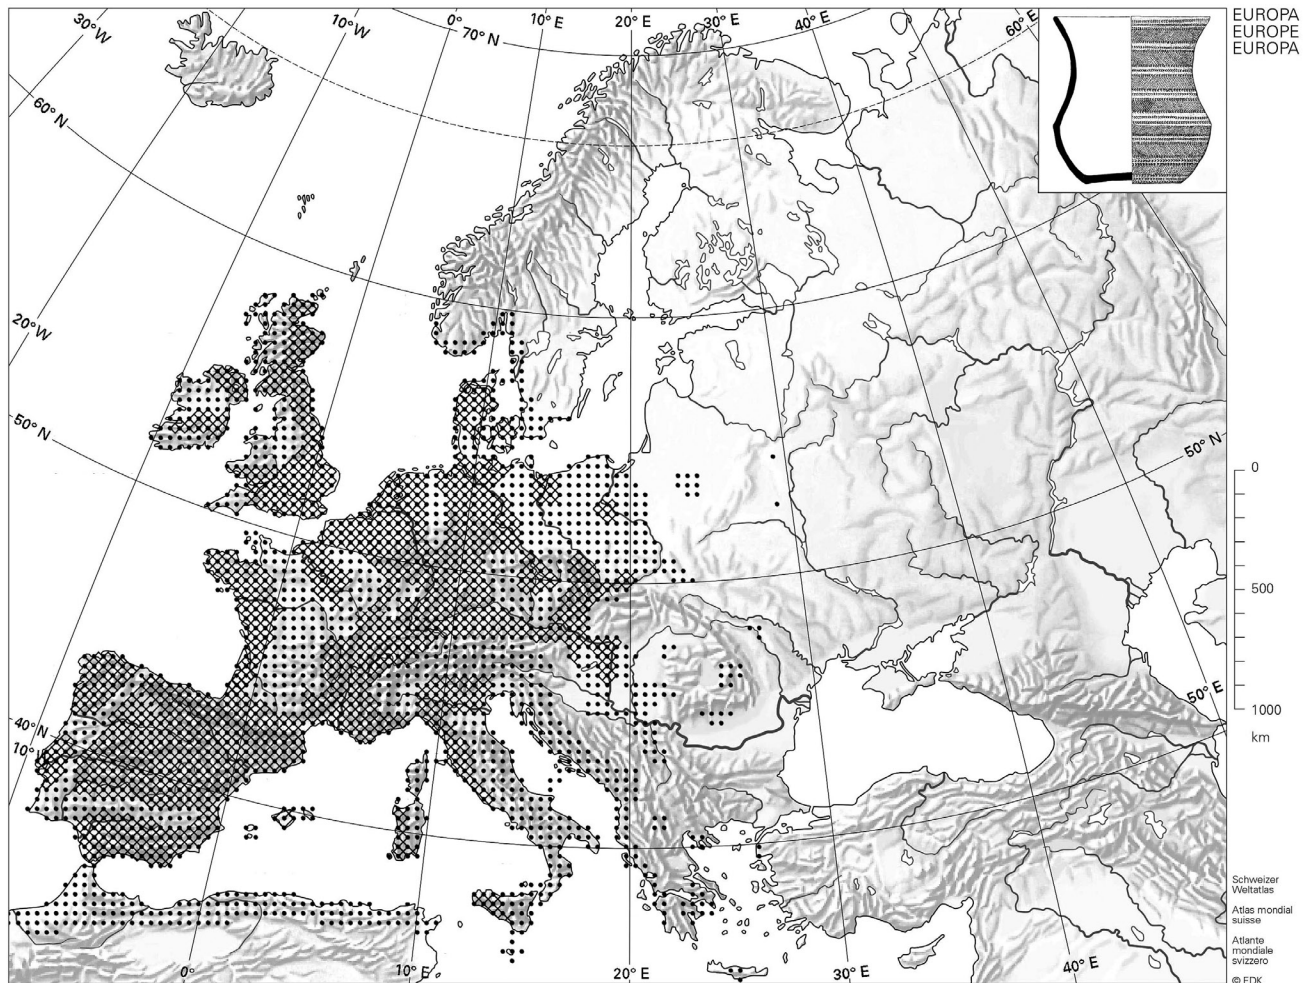 30°W
20°W
10°W
0°
10° E
20° E
30° E
40° E
60° E
70° N
60° N
50° N
40° N
10° W
50° N
50° E
0°
10° E
20° E
30° E
40° E
EUROPA
EUROPE
EUROPA
0
500
1000
km
Schweizer
Weltatlas
Atlas mondial
suisse
Atlante
mondiale
svizzero
© EDK